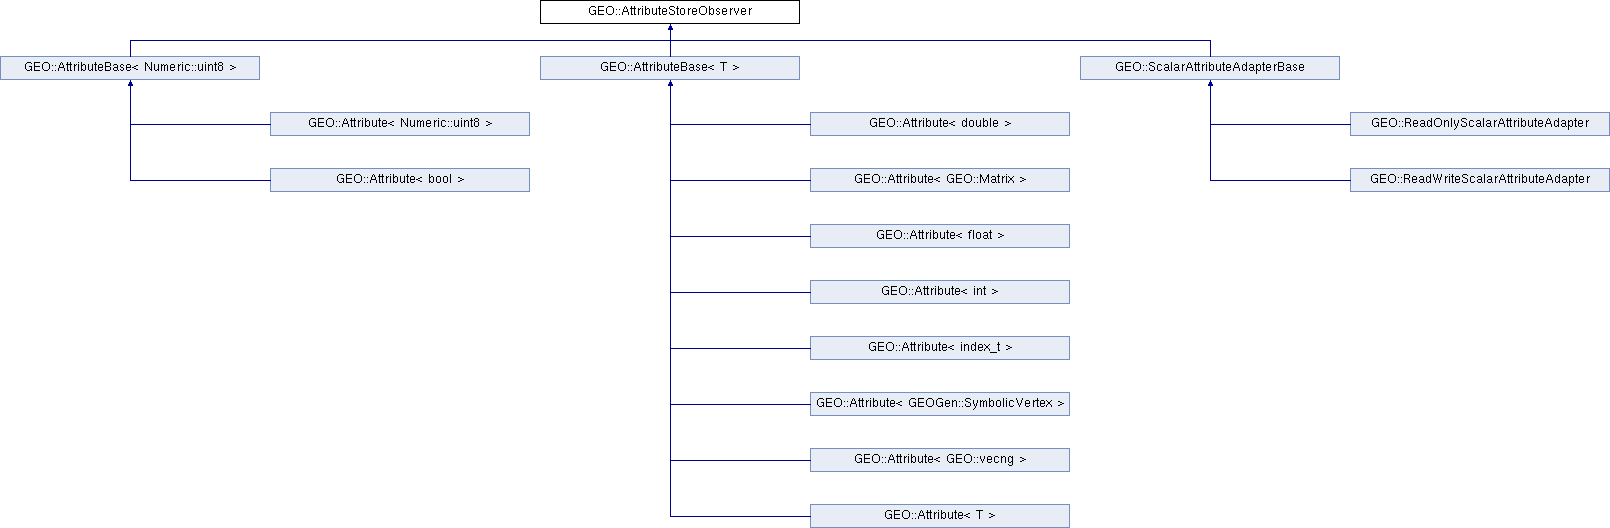 GEO::AttributeStoreObserver
GEO::AttributeBase< Numeric::uint8 >
GEO::AttributeBase< T >
GEO::ScalarAttributeAdapterBase
GEO::Attribute< Numeric::uint8 >
GEO::Attribute< double >
GEO::ReadOnlyScalarAttributeAdapter
GEO::Attribute< bool >
GEO::Attribute< GEO::Matrix >
GEO::ReadWriteScalarAttributeAdapter
GEO::Attribute< float >
GEO::Attribute< int >
GEO::Attribute< index_t >
GEO::Attribute< GEOGen::SymbolicVertex >
GEO::Attribute< GEO::vecng >
GEO::Attribute< T >